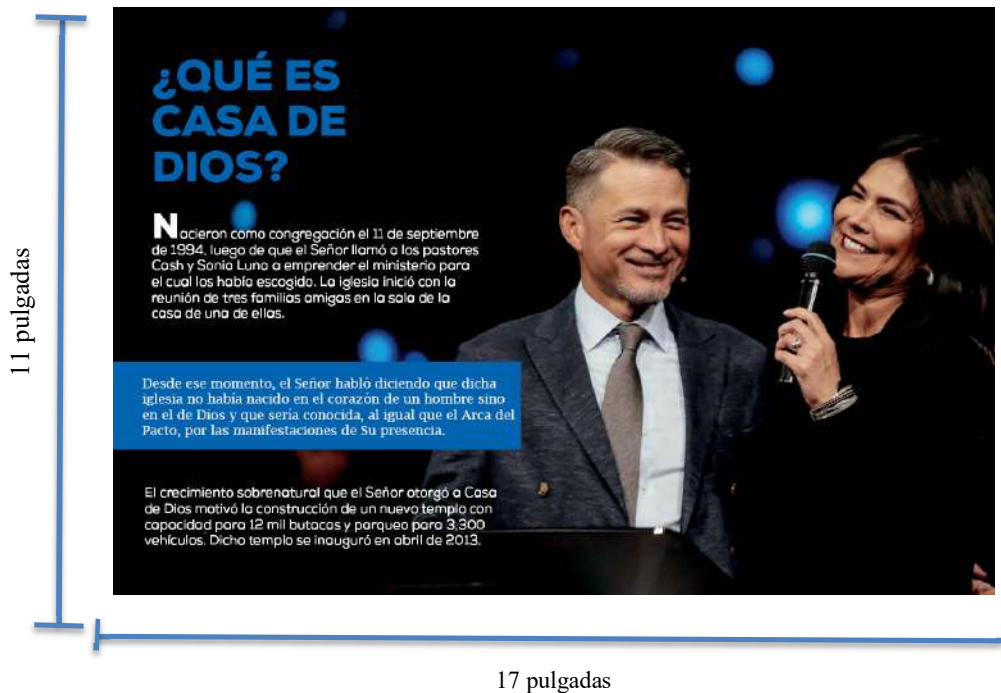 ¿QUÉ ES
CASA DE
DIOS?
Nacieron como congregación el 11 de septiembre
de 1994, luego de que el Señor llamó a los pastores
Cash y Sonia Luna a emprender el ministerio para
el cual los había escogido. La iglesia inició con la
reunión de tres familias amigas en la sala de la
casa de una de ellas.
Desde ese momento, el Señor habló diciendo que dicha
iglesia no había nacido en el corazón de un hombre sino
en el de Dios y que sería conocida, al igual que el Arca del
Pacto, por las manifestaciones de Su presencia.
El crecimiento sobrenatural que el Señor otorgó a Casa
de Dios motivó la construcción de un nuevo templo con
capacidad para 12 mil butacas y parqueo para 3,300
vehículos. Dicho templo se inauguró en abril de 2013.
11 pulgadas
17 pulgadas